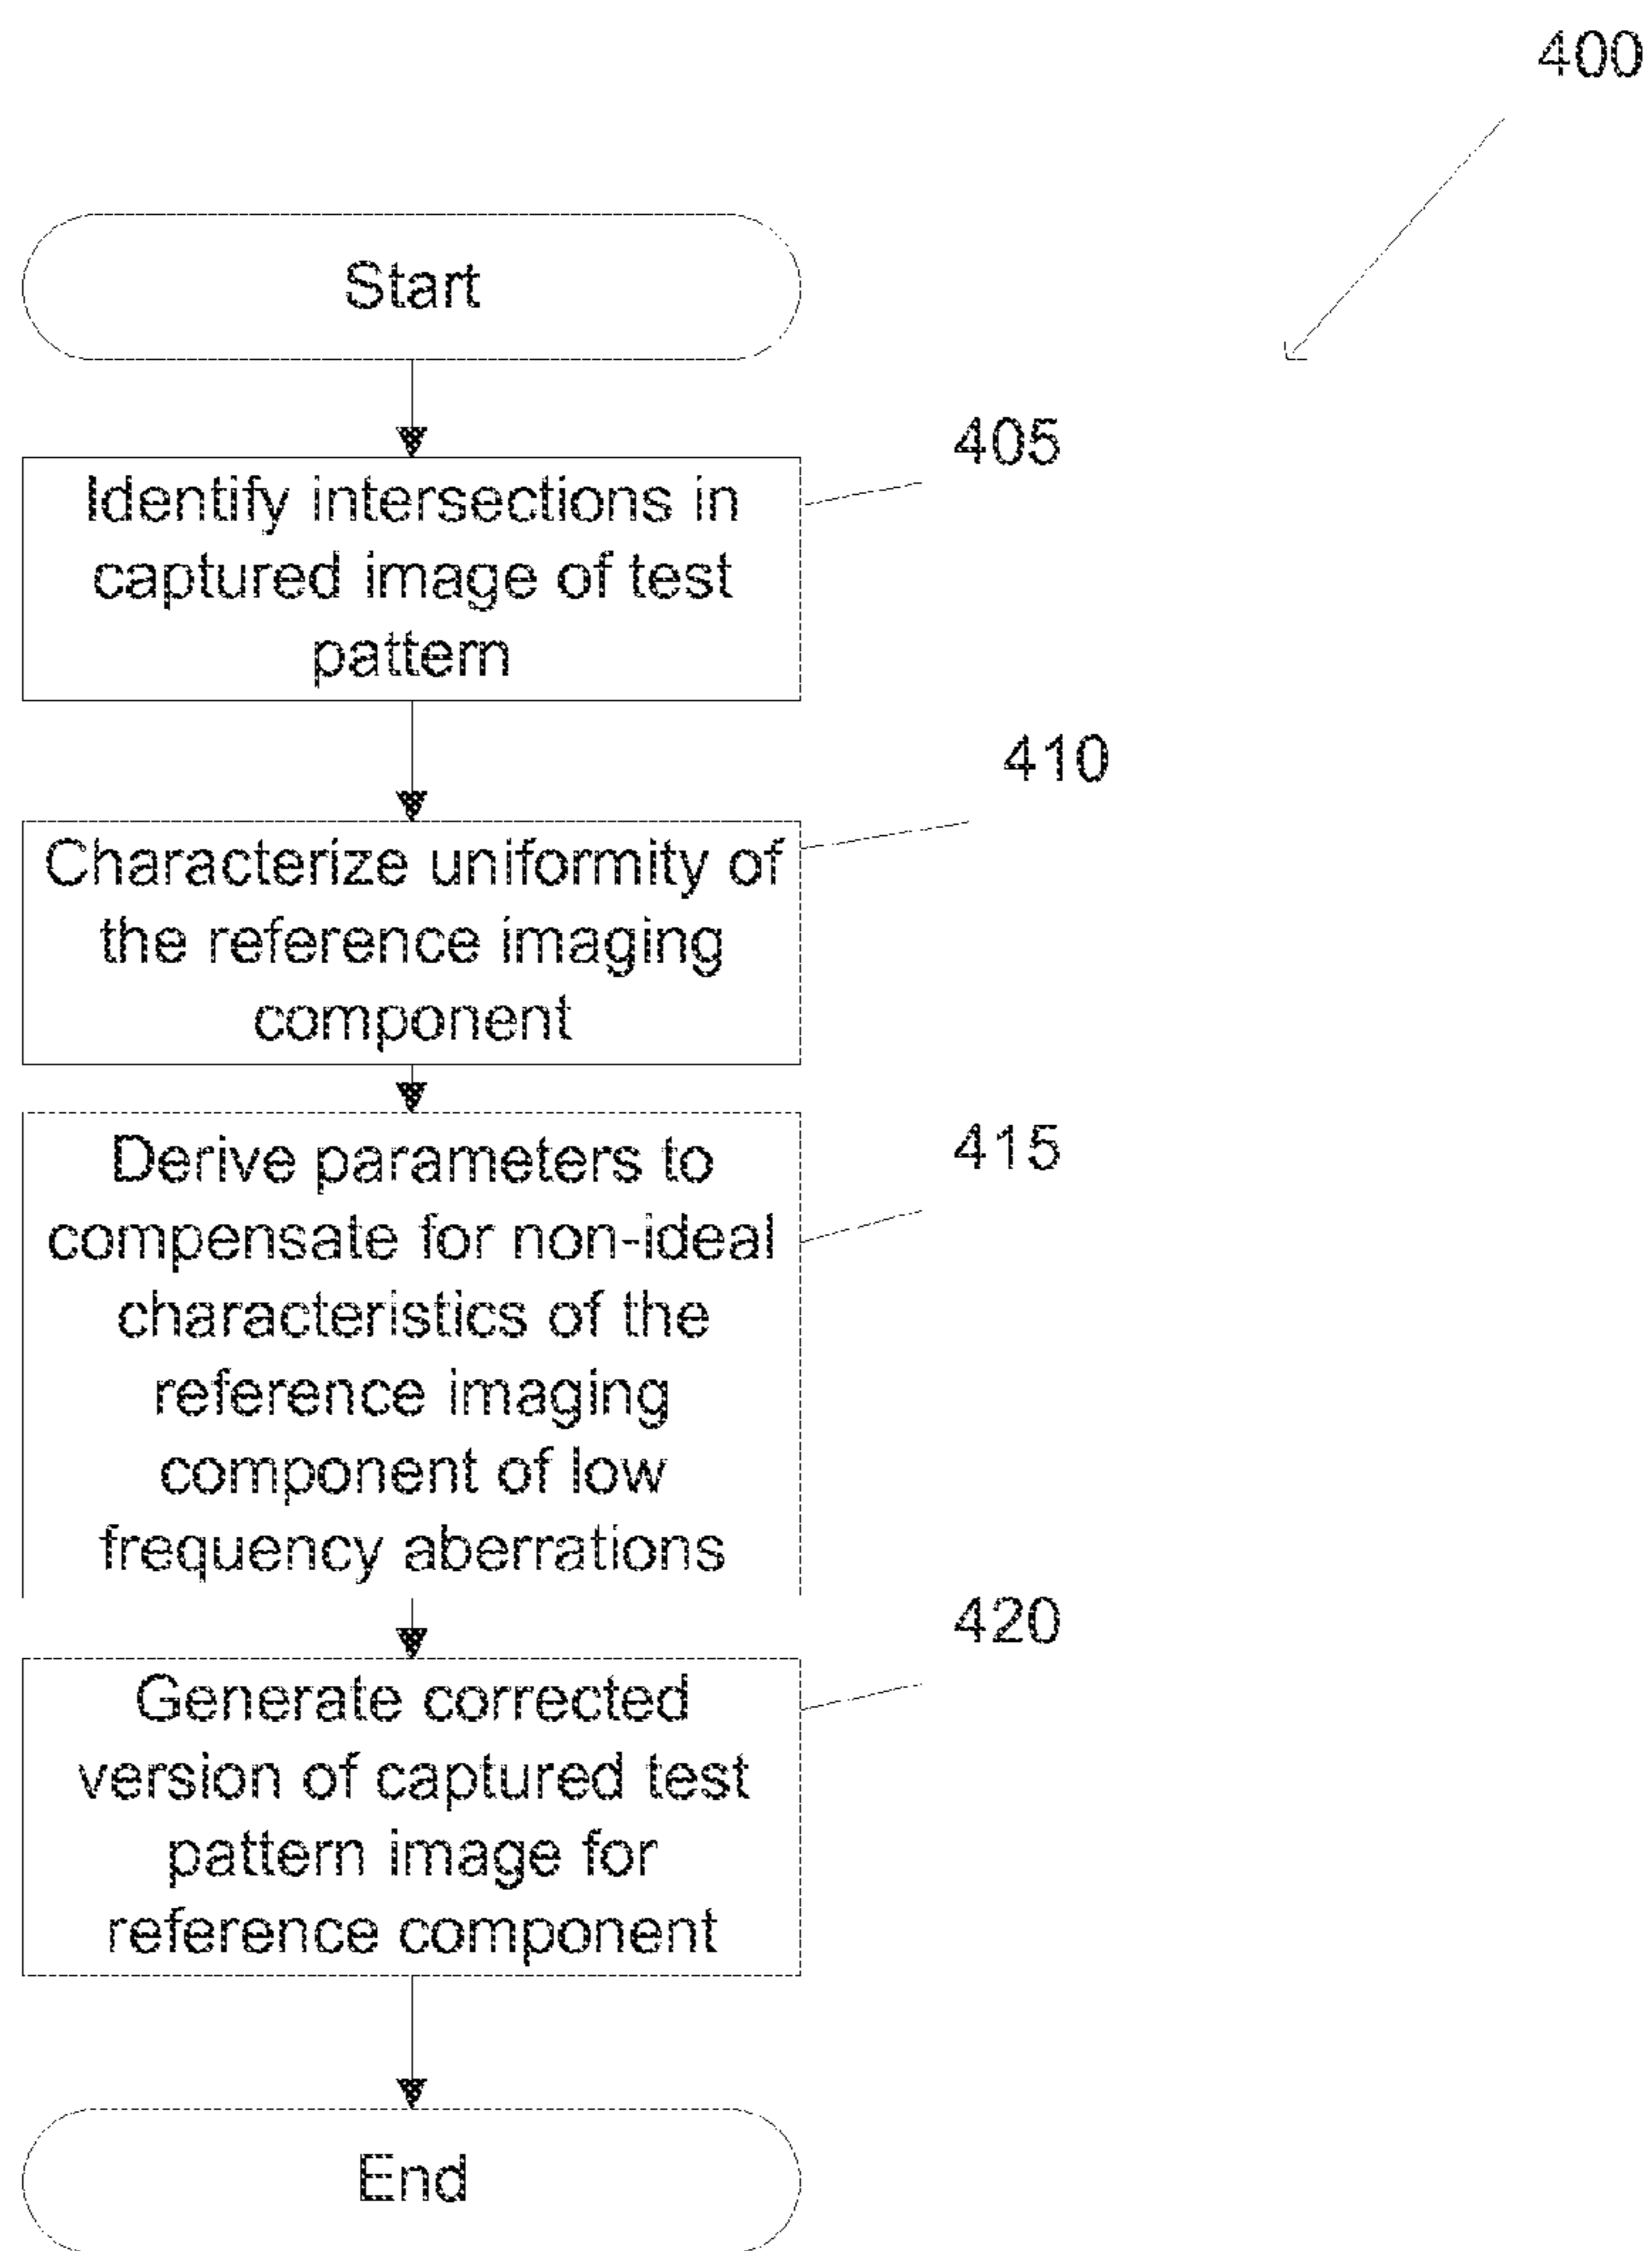 400
Start
405
Identify intersections in
captured image of test
pattern
410
Characterize uniformity of
the reference imaging
component
415
Derive parameters to
compensate for non-ideal
characteristics of the
reference imaging
component of low
frequency aberrations
420
Generate corrected
version of captured test
pattern image for
reference component
End